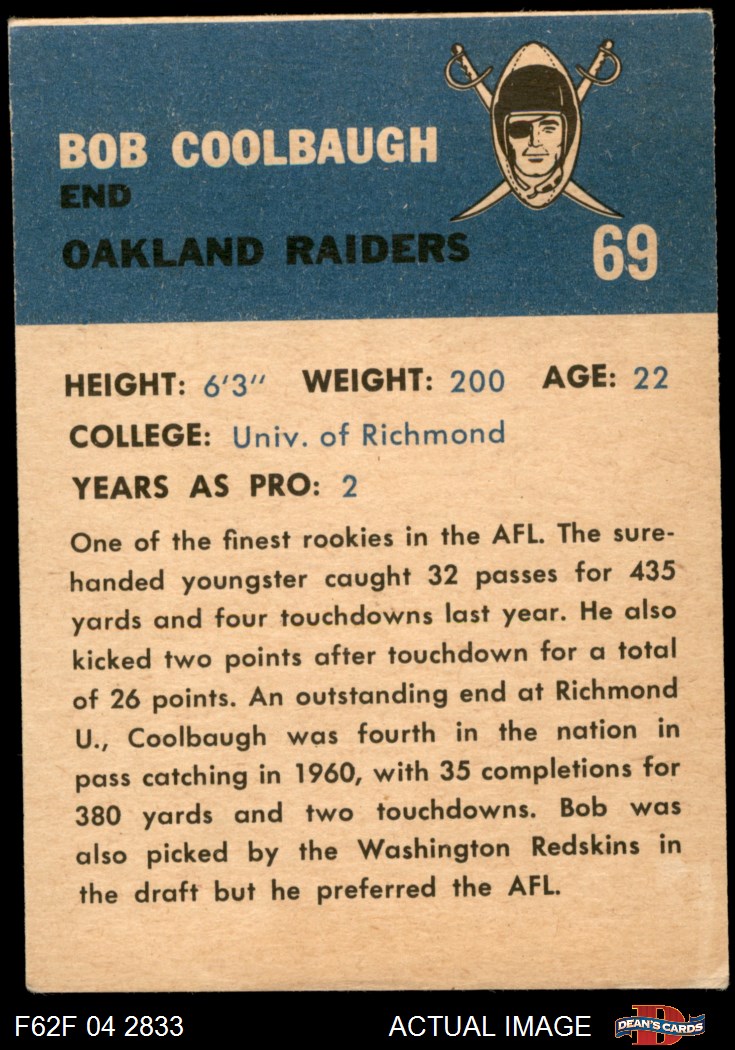 BOB COOLBAUGH
END
OAKLAND RAIDERS
69
HEIGHT: 6'3" WEIGHT: 200 AGE: 22
COLLEGE: Univ. of Richmond
YEARS AS PRO: 2
One of the finest rookies in the AFL. The sure-
handed youngster caught 32 passes for 435
yards and four touchdowns last year. He also
kicked two points after touchdown for a total
of 26 points. An outstanding end at Richmond
U., Coolbaugh was fourth in the nation in
pass catching in 1960, with 35 completions for
380 yards and two touchdowns. Bob was
also picked by the Washington Redskins in
the draft but he preferred the AFL.
F62F 04 2833 ACTUAL IMAGE D DEAN'S CARDS